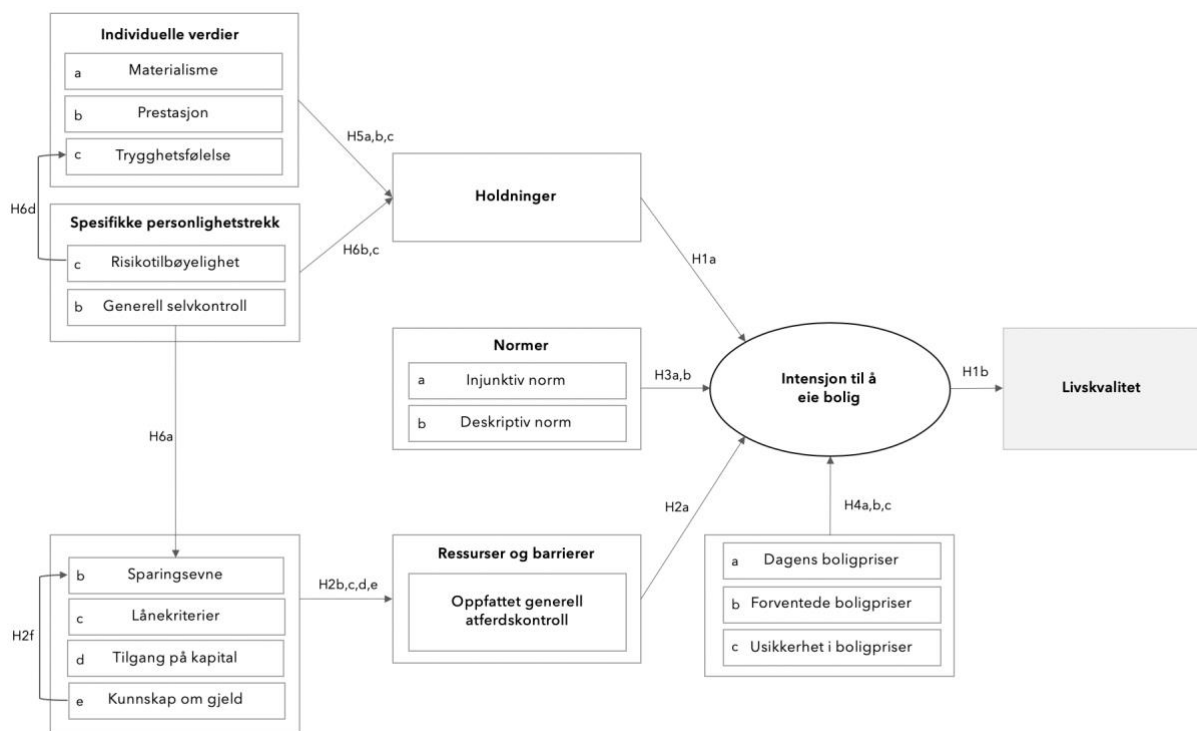 Individuelle verdier
a Materialisme
b Prestasjon
c Trygghetsfølelse
H5a,b,c
H6d
Spesifikke personlighetstrekk
c Risikotilbøyelighet
b Generell selvkontroll
H6b,c
Holdninger
H1a
Normer
a Injunktiv norm
b Deskriptiv norm
H3a,b
Intensjon til å
eie bolig
H1b
Livskvalitet
H6a
H2a
H4a,b,c
b Sparingsevne
c Lånekriterier
d Tilgang på kapital
e Kunnskap om gjeld
H2f
H2b,c,d,e
Ressurser og barrierer
Oppfattet generell
atferdskontroll
a Dagens boligpriser
b Forventede boligpriser
c Usikkerhet i boligpriser